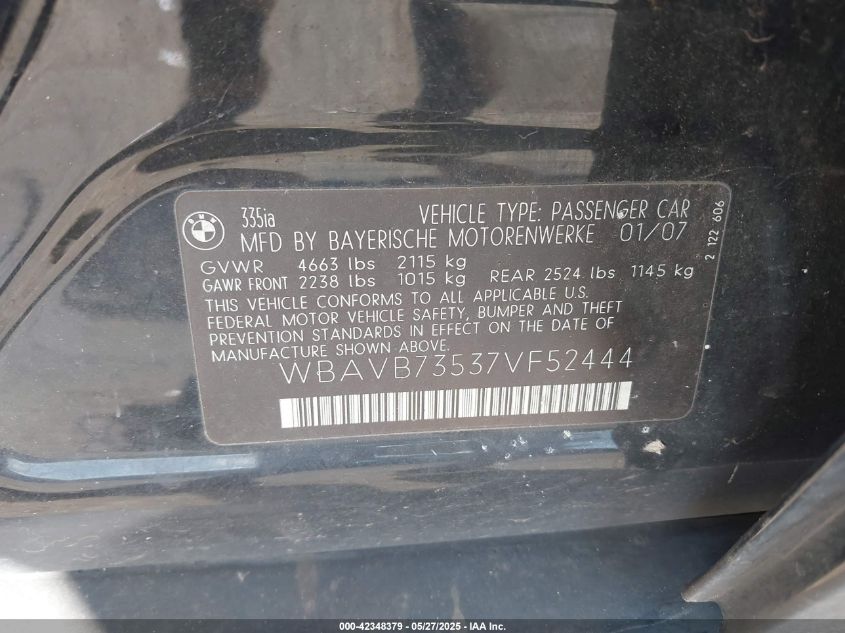 BMW
335ia
VEHICLE TYPE: PASSENGER CAR
MFD BY BAYERISCHE MOTORENWERKE 01/07
GVWR 4663 lbs 2115 kg
GAWR FRONT 2238 lbs 1015 kg REAR 2524 lbs 1145 kg
THIS VEHICLE CONFORMS TO ALL APPLICABLE U.S.
FEDERAL MOTOR VEHICLE SAFETY, BUMPER AND THEFT
PREVENTION STANDARDS IN EFFECT ON THE DATE OF
MANUFACTURE SHOWN ABOVE.
WBAVB73537VF52444
2 122 606
000-42348379 - 05/27/2025 - IAA Inc.